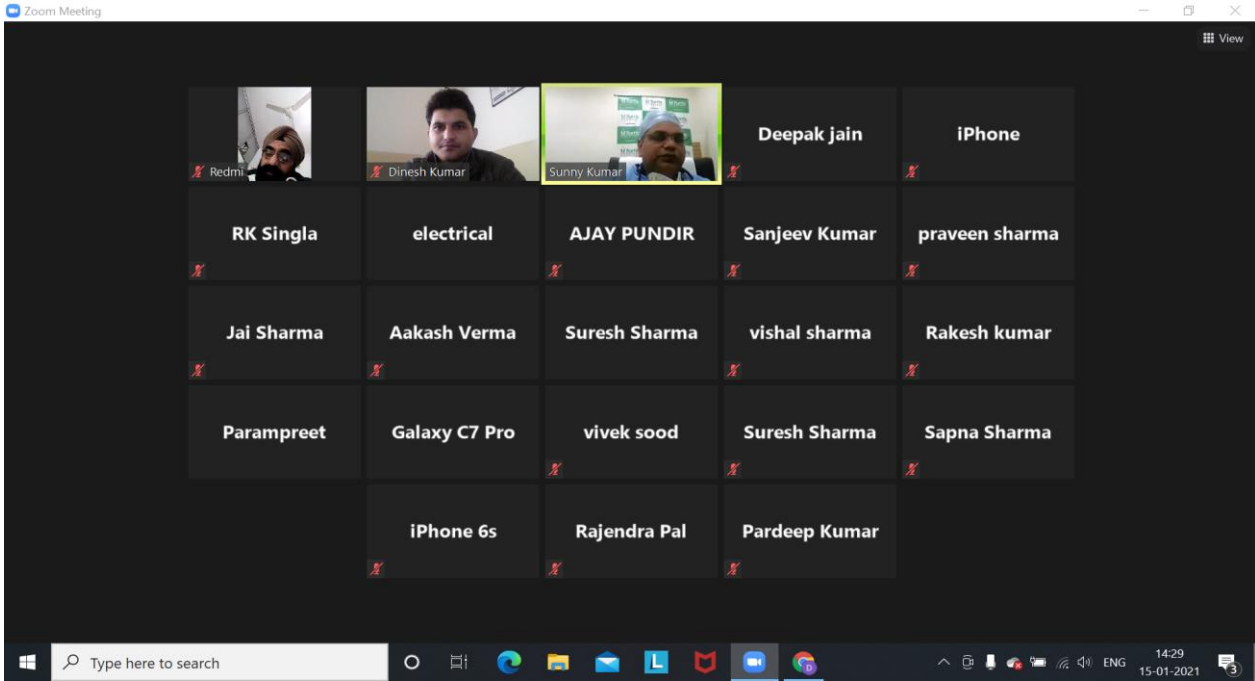 Zoom Meeting
View
Redmi
Dinesh Kumar
Sunny Kumar
Deepak jain
iPhone
RK Singla
electrical
AJAY PUNDIR
Sanjeev Kumar
praveen sharma
Jai Sharma
Aakash Verma
Suresh Sharma
vishal sharma
Rakesh kumar
Parampreet
Galaxy C7 Pro
vivek sood
Suresh Sharma
Sapna Sharma
iPhone 6s
Rajendra Pal
Pardeep Kumar
Type here to search
L
ENG
14:29
15-01-2021
3